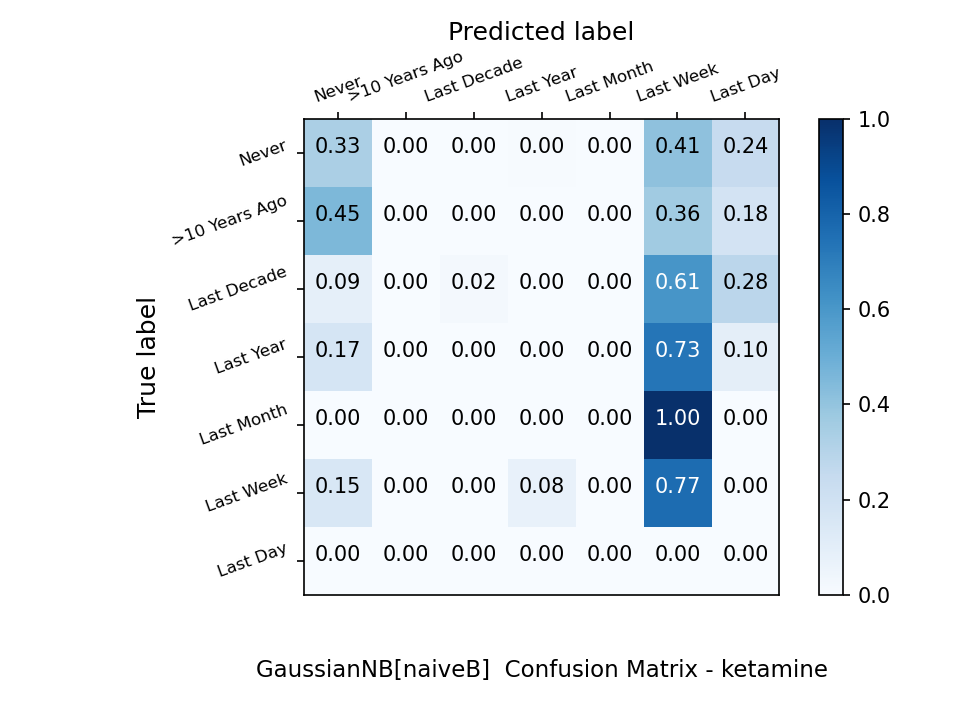 Predicted label
Never >10 Years Ago Last Decade Last Year Last Month Last Week Last Day
True label
Never 0.33 0.00 0.00 0.00 0.00 0.41 0.24
>10 Years Ago 0.45 0.00 0.00 0.00 0.00 0.36 0.18
Last Decade 0.09 0.00 0.02 0.00 0.00 0.61 0.28
Last Year 0.17 0.00 0.00 0.00 0.00 0.73 0.10
Last Month 0.00 0.00 0.00 0.00 0.00 1.00 0.00
Last Week 0.15 0.00 0.00 0.08 0.00 0.77 0.00
Last Day 0.00 0.00 0.00 0.00 0.00 0.00 0.00
1.0
0.8
0.6
0.4
0.2
0.0
GaussianNB[naiveB]  Confusion Matrix - ketamine